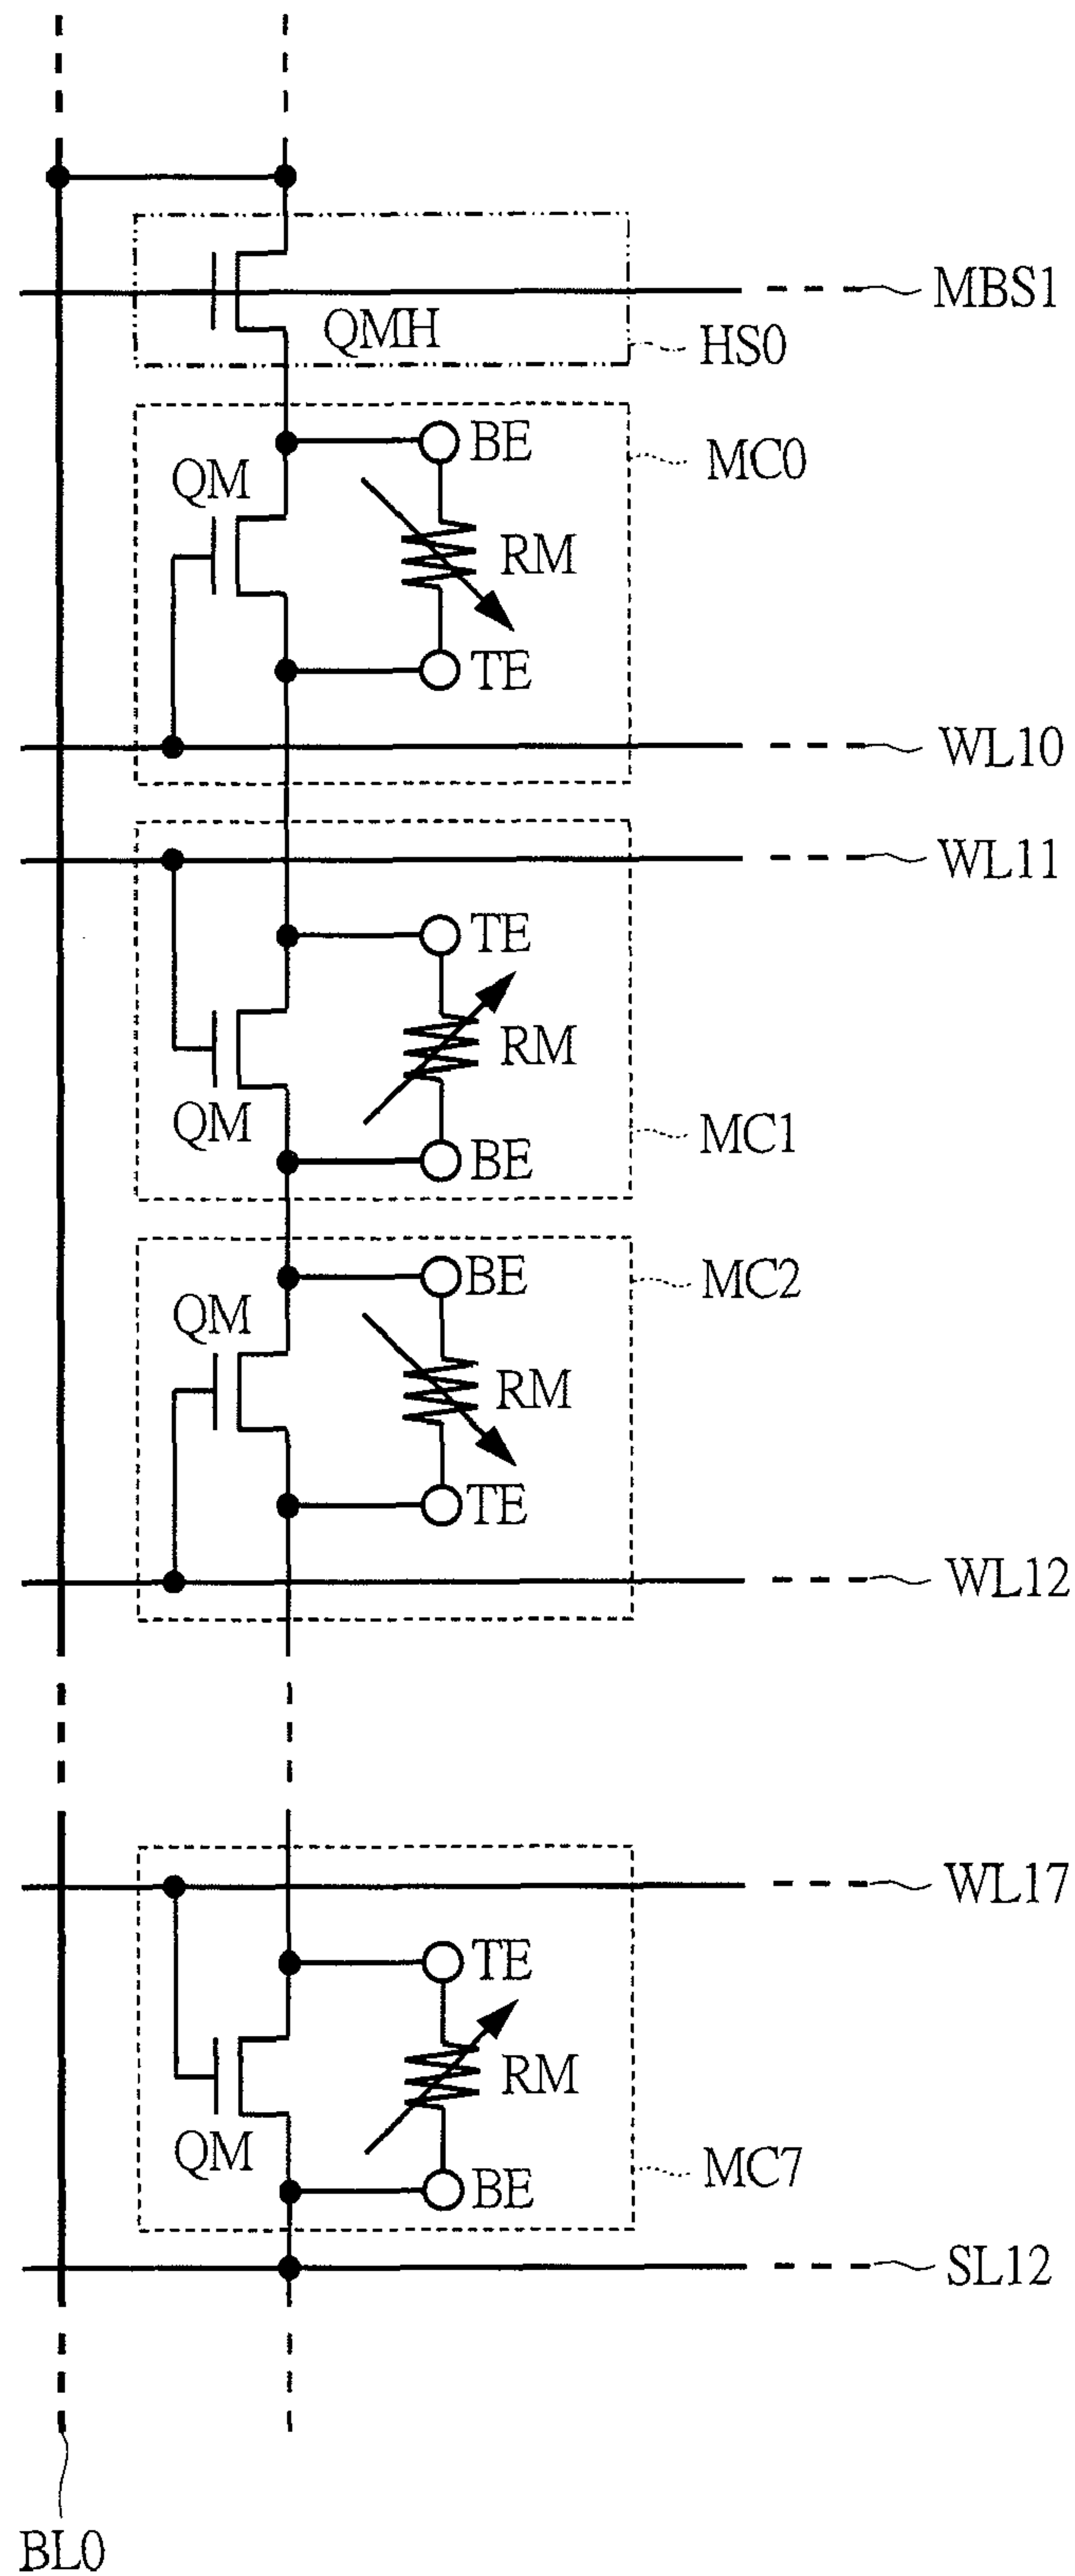 MBS1
QMH
HS0
BE
MC0
QM
RM
TE
WL10
WL11
TE
RM
QM
MC1
BE
BE
MC2
QM
RM
TE
WL12
WL17
TE
RM
QM
MC7
BE
SL12
BL0